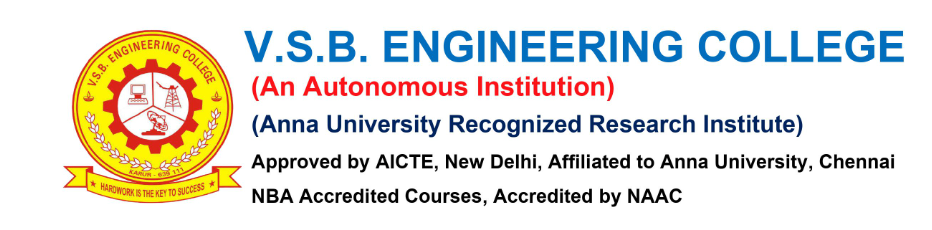 V.S.B. ENGINEERING COLLEGE
KARUR - 639 111
HARDWORK IS THE KEY TO SUCCESS
V.S.B. ENGINEERING COLLEGE
(An Autonomous Institution)
(Anna University Recognized Research Institute)
Approved by AICTE, New Delhi, Affiliated to Anna University, Chennai
NBA Accredited Courses, Accredited by NAAC